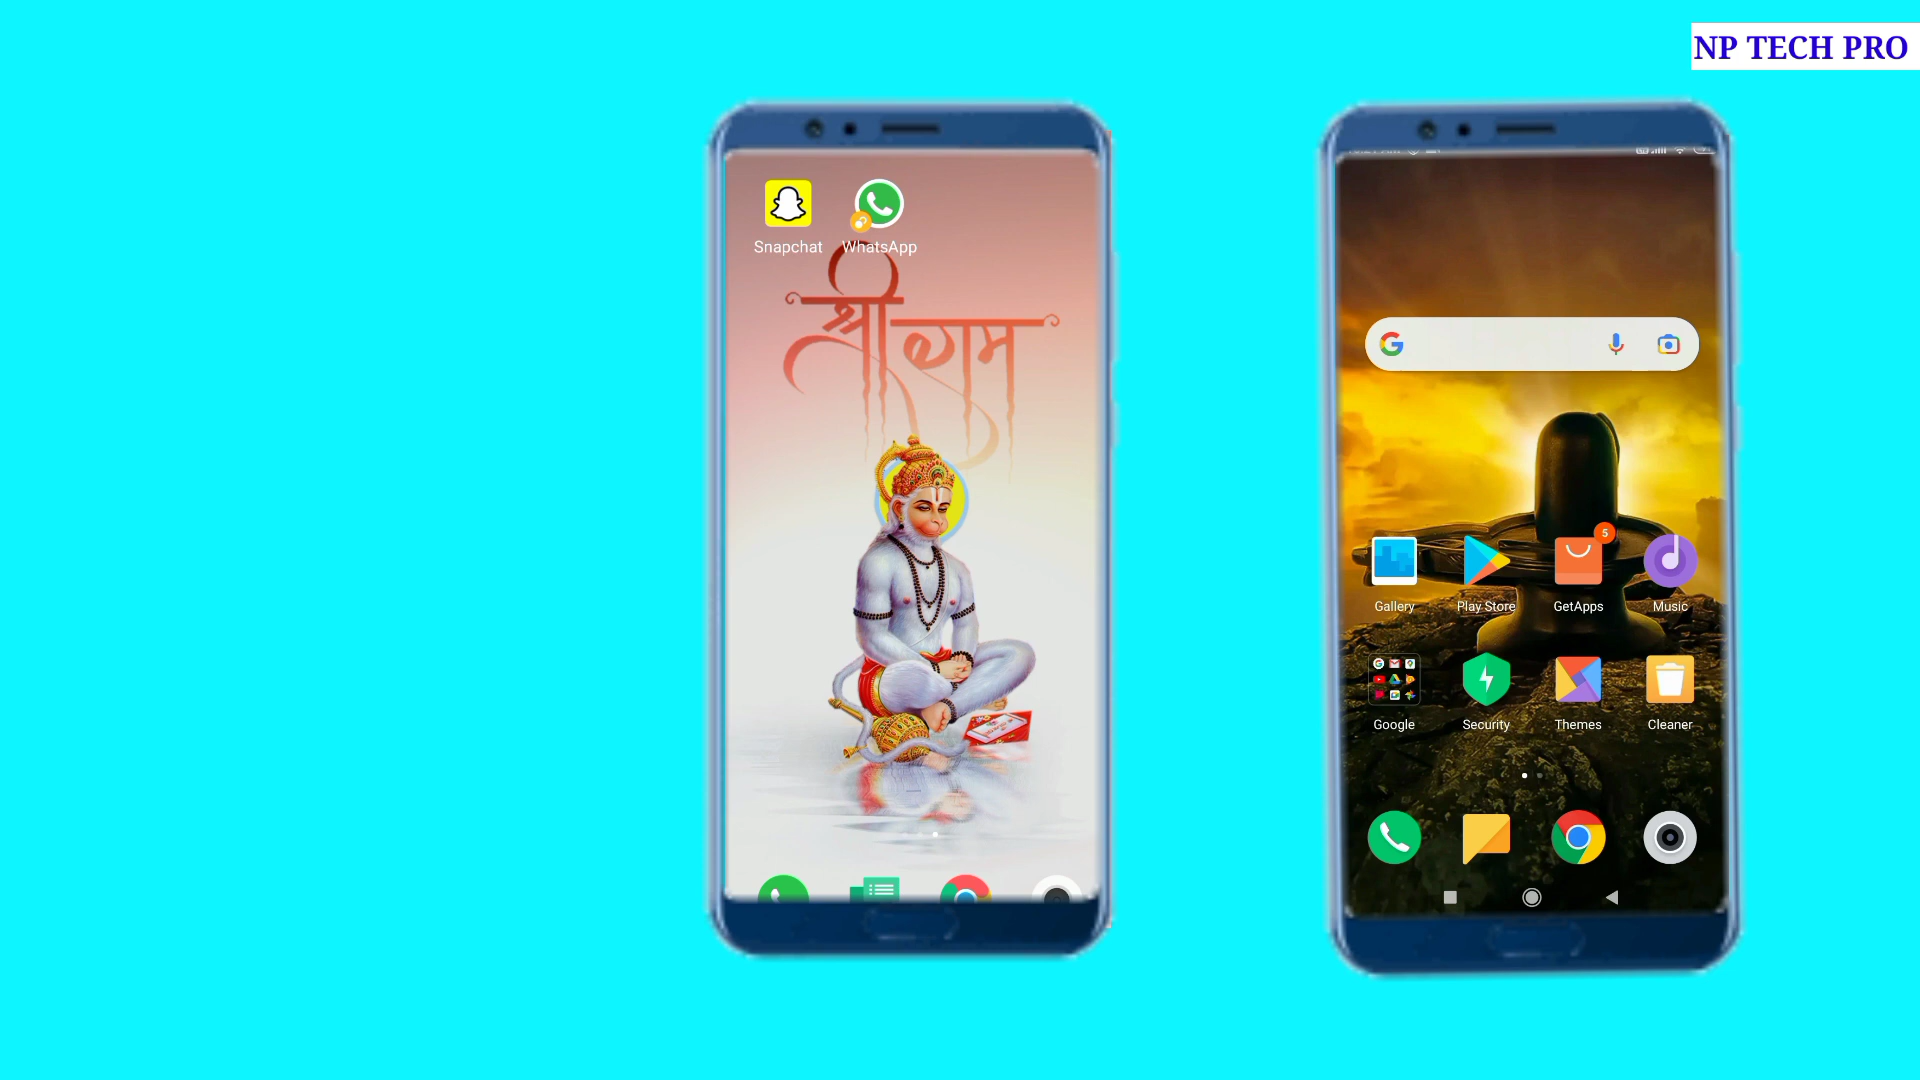 NP TECH PRO
Snapchat WhatsApp
श्री राम
Gallery Play Store GetApps Music
5
Google Security Themes Cleaner